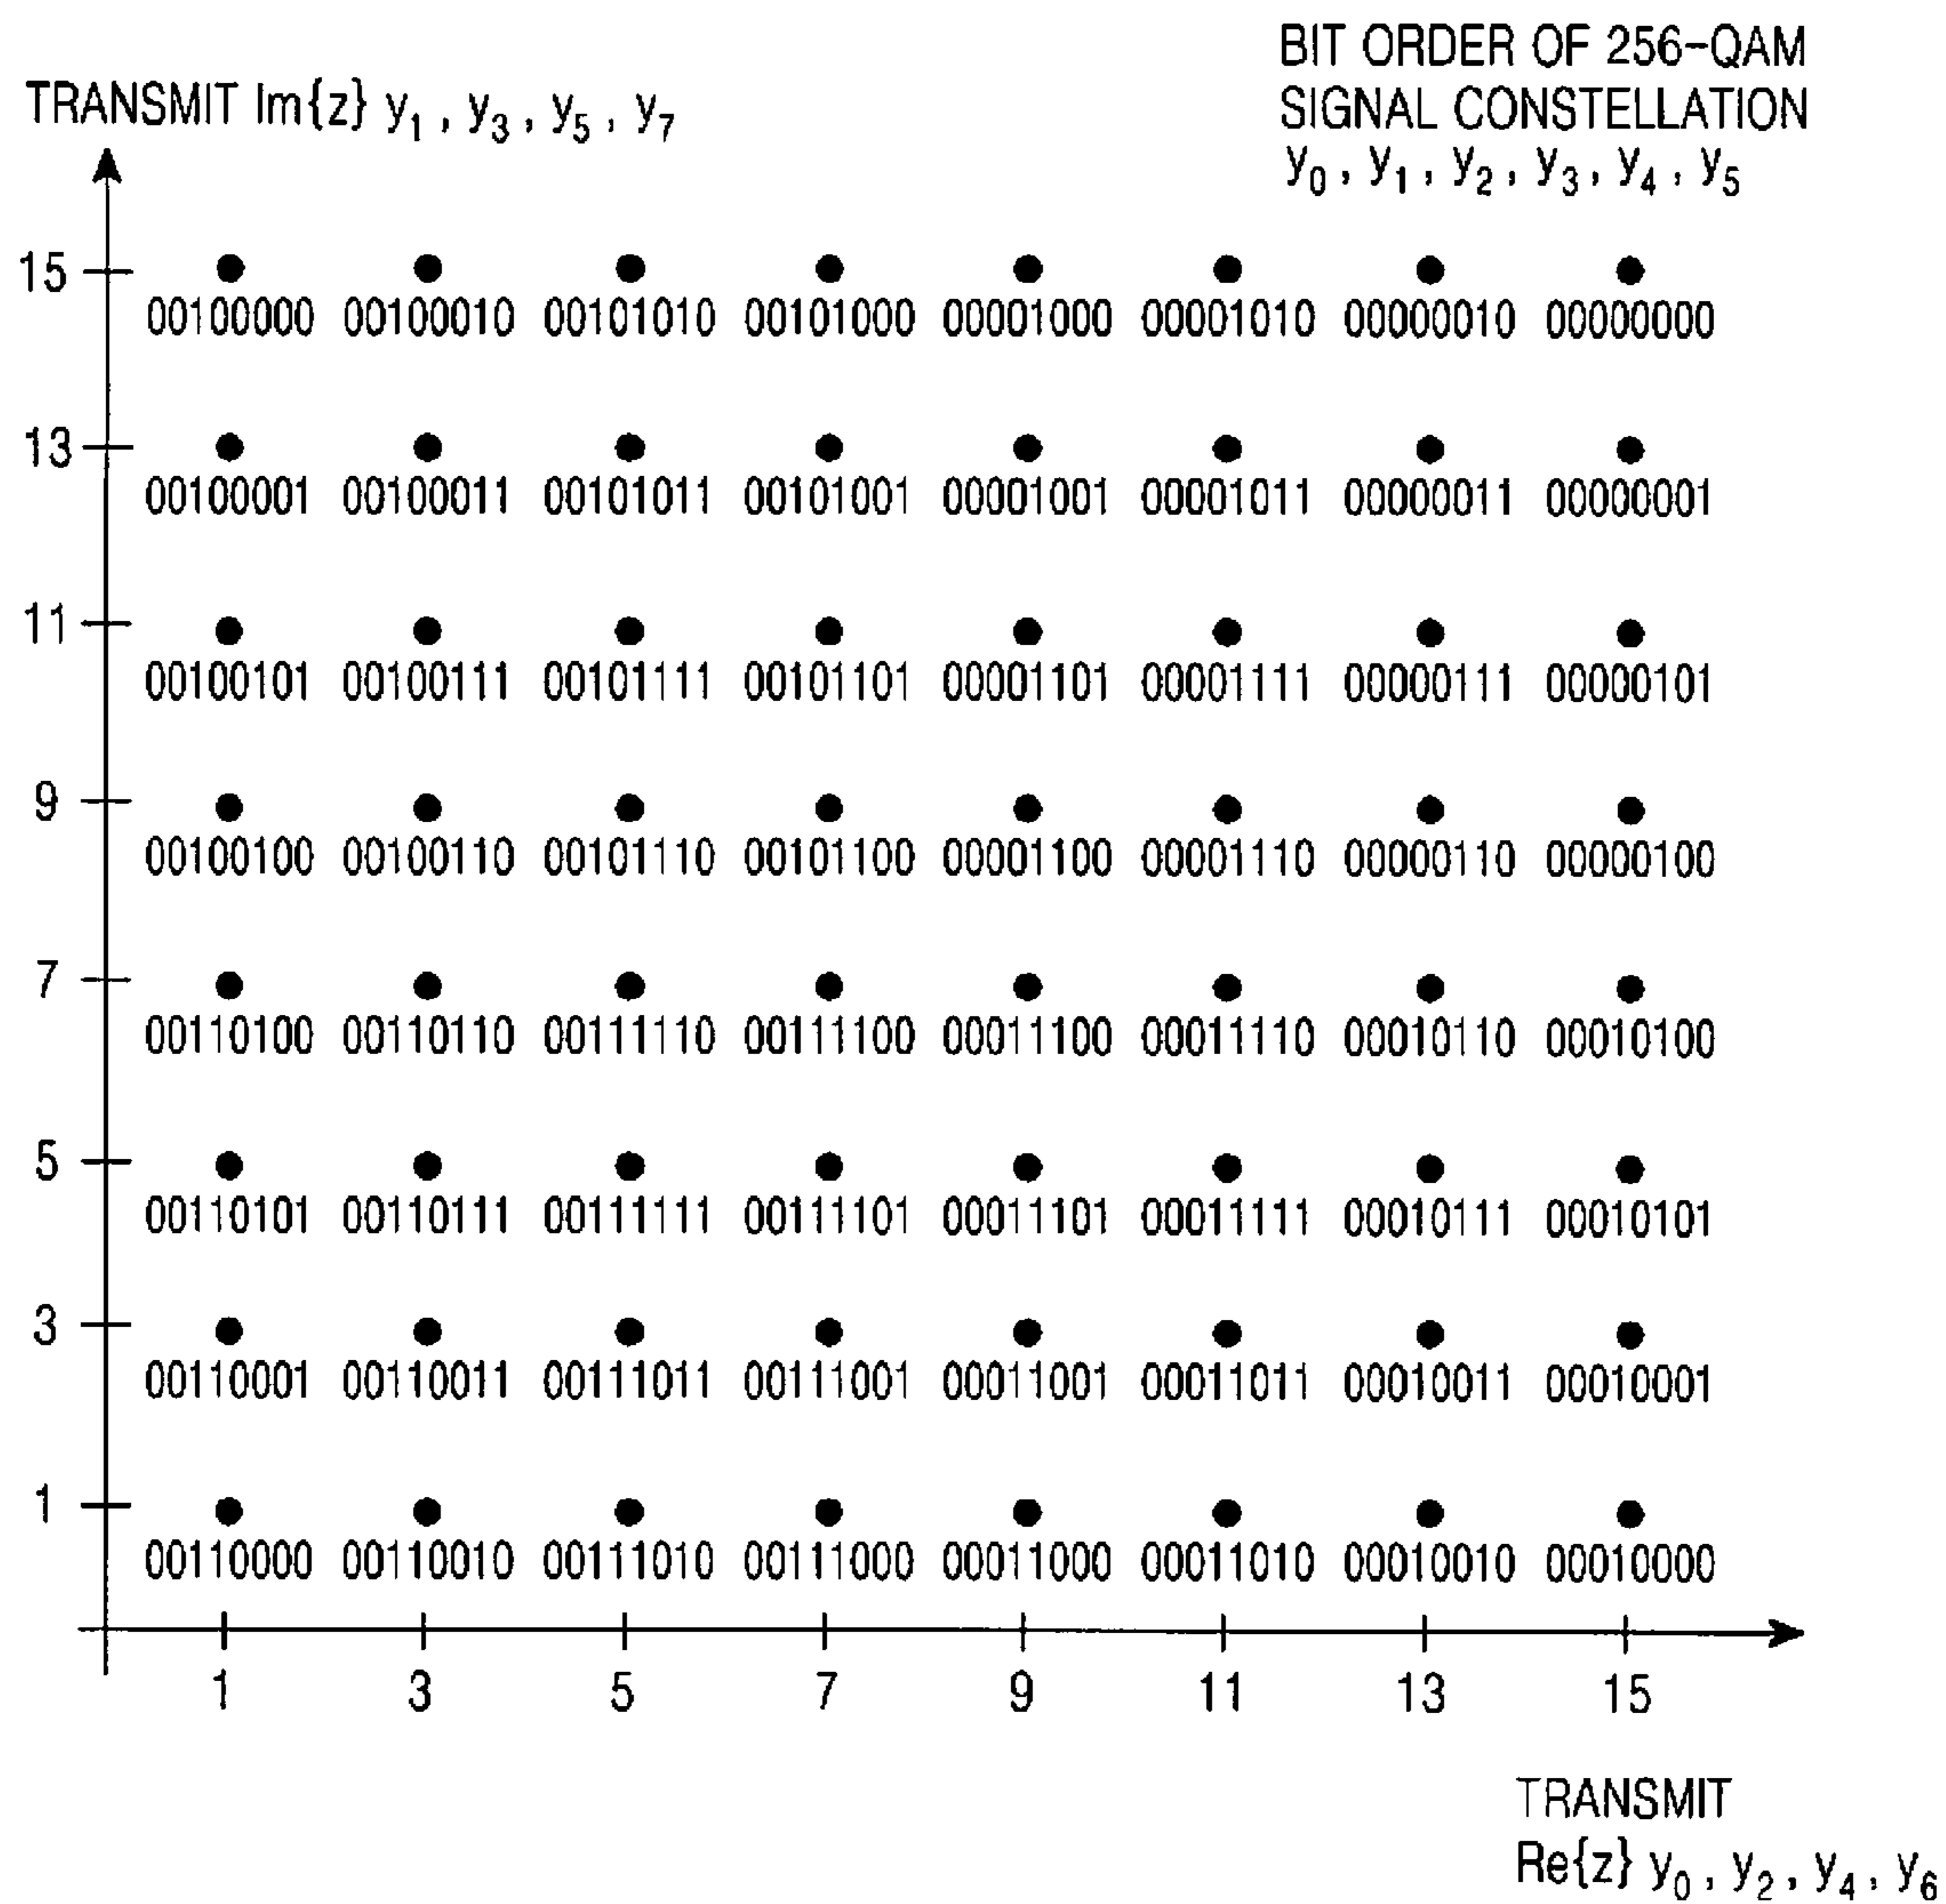 BIT ORDER OF 256-QAM
SIGNAL CONSTELLATION
y₀, y₁, y₂, y₃, y₄, y₅
TRANSMIT Im{z} y₁, y₃, y₅, y₇
15
00100000 00100010 00101010 00101000 00001000 00001010 00000010 00000000
13
00100001 00100011 00101011 00101001 00001001 00001011 00000011 00000001
11
00100101 00100111 00101111 00101101 00001101 00001111 00000111 00000101
9
00100100 00100110 00101110 00101100 00001100 00001110 00000110 00000100
7
00110100 00110110 00111110 00111100 00011100 00011110 00010110 00010100
5
00110101 00110111 00111111 00111101 00011101 00011111 00010111 00010101
3
00110001 00110011 00111011 00111001 00011001 00011011 00010011 00010001
1
00110000 00110010 00111010 00111000 00011000 00011010 00010010 00010000
1 3 5 7 9 11 13 15
TRANSMIT
Re{z} y₀, y₂, y₄, y₆